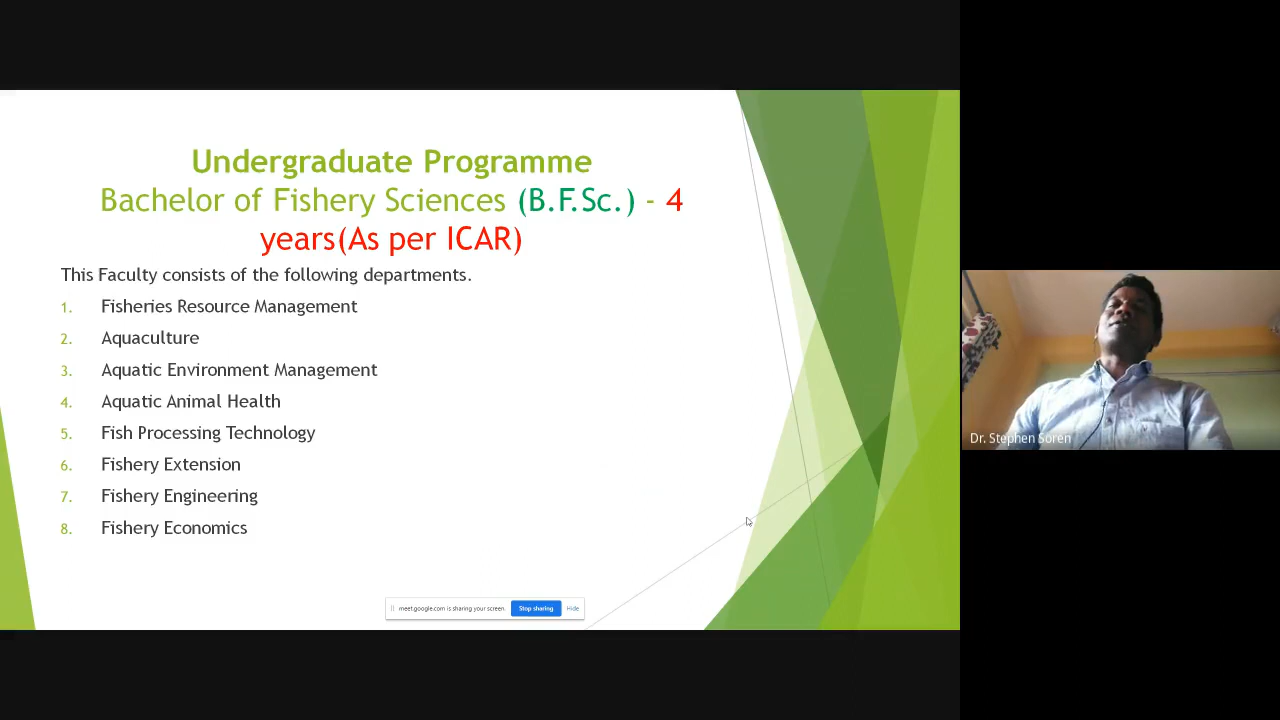 Undergraduate Programme
Bachelor of Fishery Sciences (B.F.Sc.) - 4
years(As per ICAR)
This Faculty consists of the following departments.
1. Fisheries Resource Management
2. Aquaculture
3. Aquatic Environment Management
4. Aquatic Animal Health
5. Fish Processing Technology
6. Fishery Extension
7. Fishery Engineering
8. Fishery Economics
meet.google.com is sharing your screen. Stop sharing Hide
Dr. Stephen Soren